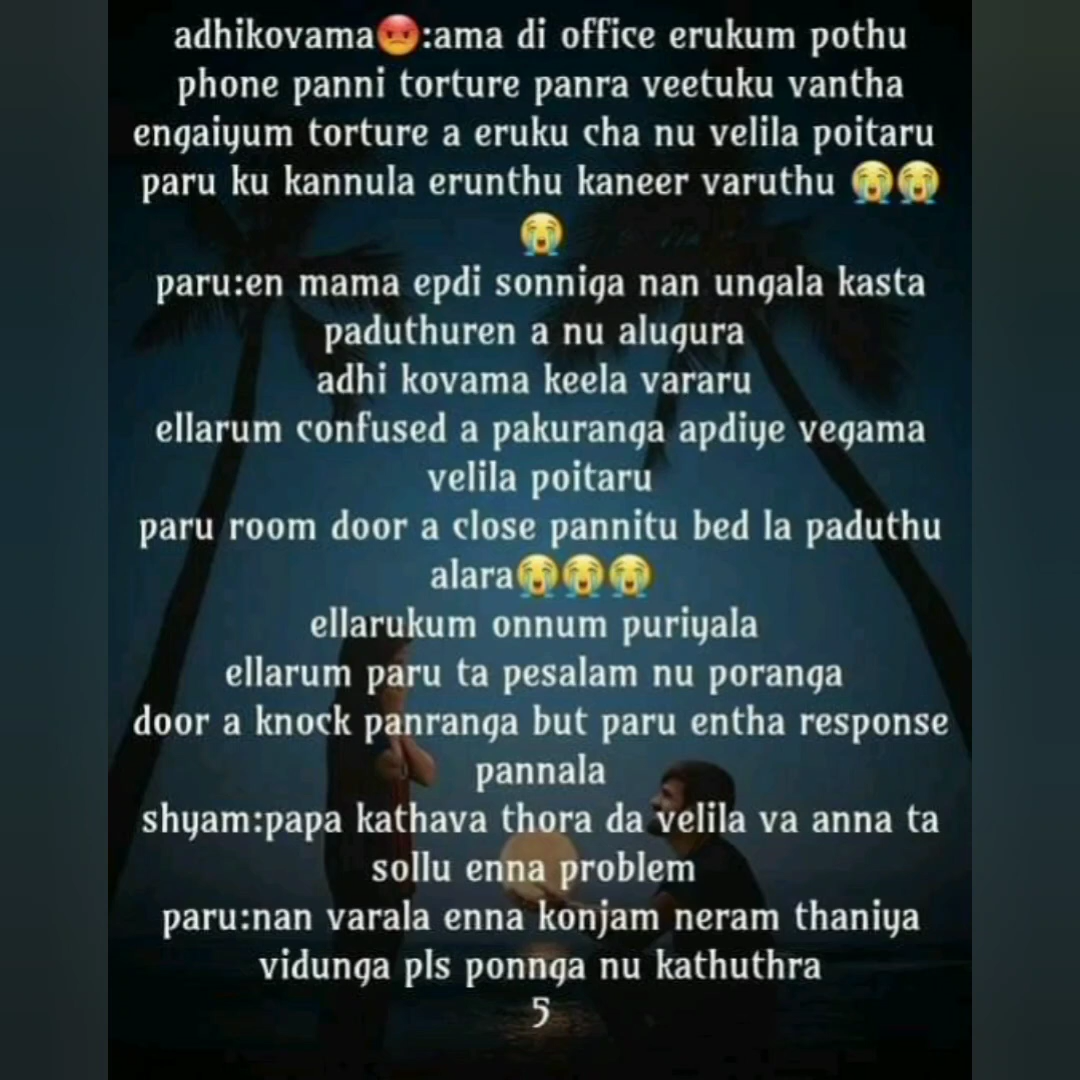 adhikovama😡:ama di office erukum pothu
phone panni torture panra veetuku vantha
engaiyum torture a eruku cha nu velila poitaru
paru ku kannula erunthu kaneer varuthu 😭😭
😭
paru:en mama epdi sonniga nan ungala kasta
paduthuren a nu alugura
adhi kovama keela vararu
ellarum confused a pakuranga apdiye vegama
velila poitaru
paru room door a close pannitu bed la paduthu
alara😭😭😭
ellarukum onnum puriyala
ellarum paru ta pesalam nu poranga
door a knock panranga but paru entha response
pannala
shyam:papa kathava thora da velila va anna ta
sollu enna problem
paru:nan varala enna konjam neram thaniya
vidunga pls ponnga nu kathuthra
5